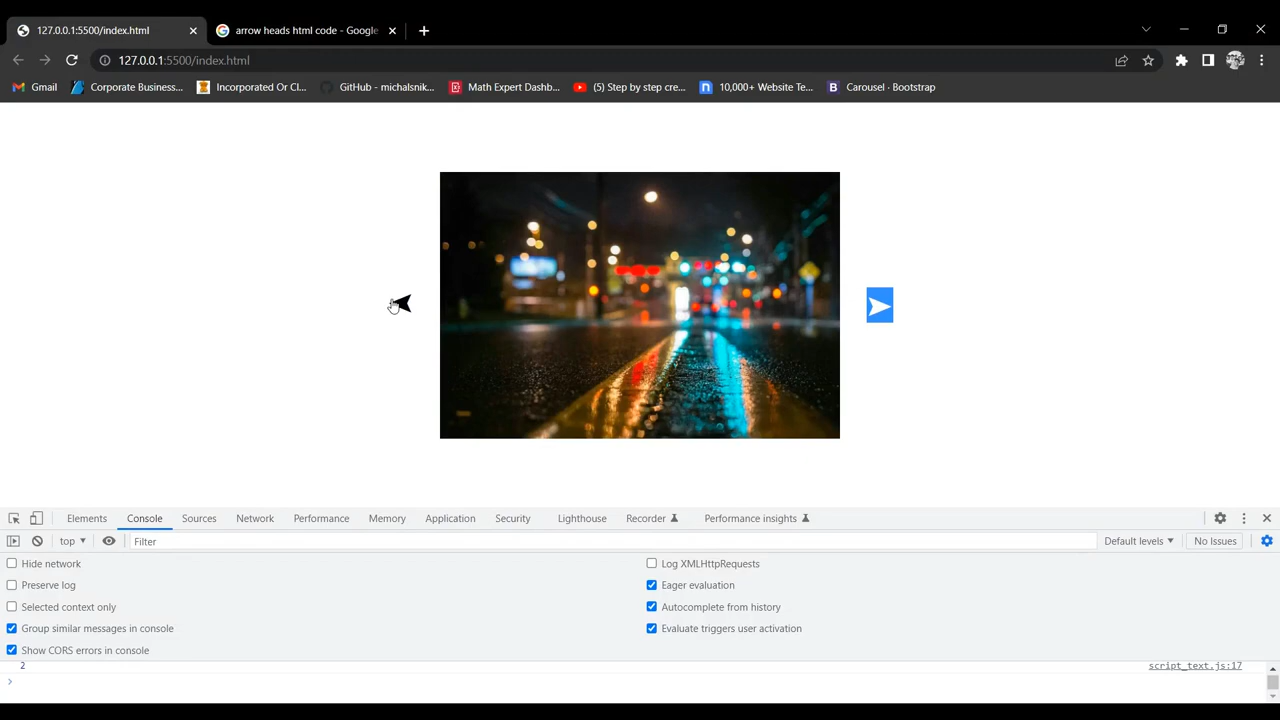 127.0.0.1:5500/index.html
arrow heads html code - Google
127.0.0.1:5500/index.html
Gmail
Corporate Business...
Incorporated Or Cl...
GitHub - michalsnik...
Math Expert Dashb...
(5) Step by step cre...
10,000+ Website Te...
Carousel · Bootstrap
Elements Console Sources Network Performance Memory Application Security Lighthouse Recorder Performance insights
top Filter Default levels No Issues
Hide network Log XMLHttpRequests
Preserve log Eager evaluation
Selected context only Autocomplete from history
Group similar messages in console Evaluate triggers user activation
Show CORS errors in console
2 script_text.js:17